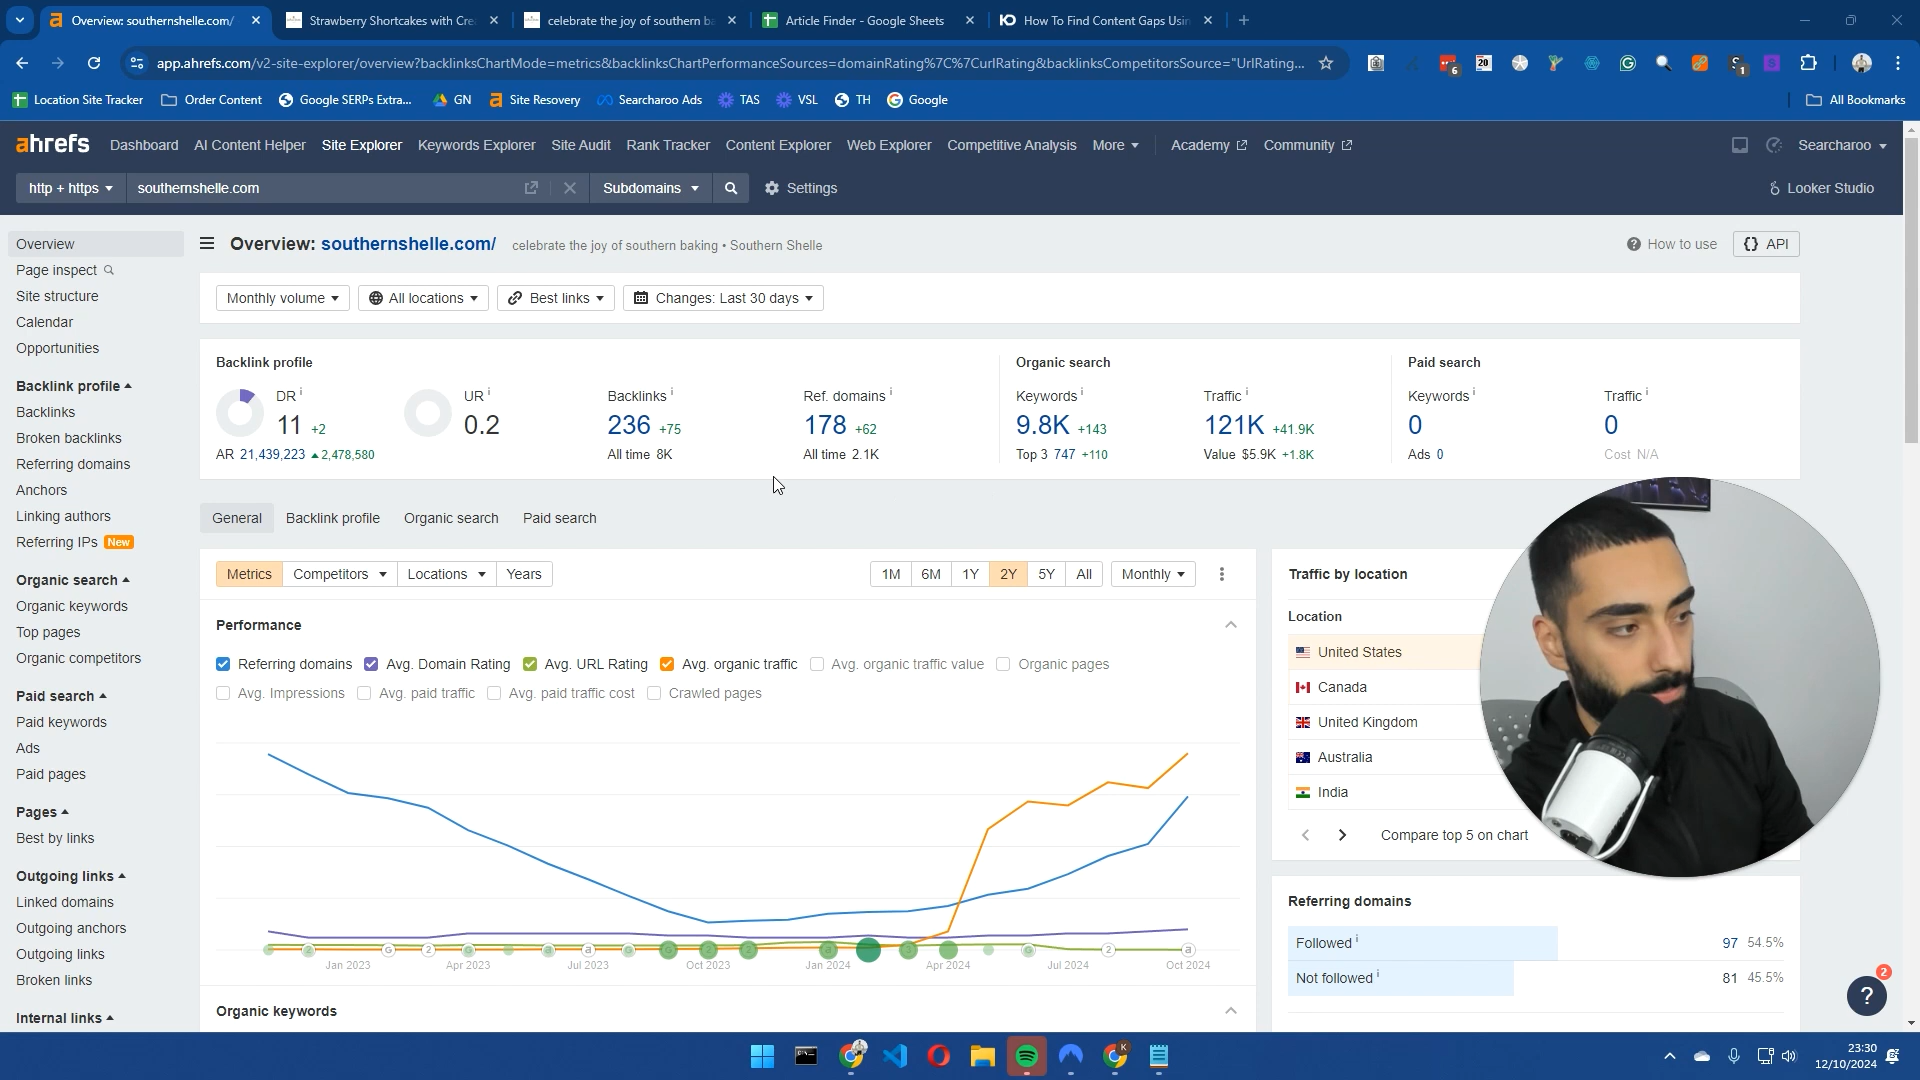 Overview: southernshelle.com/
Strawberry Shortcakes with Cre
celebrate the joy of southern ba
Article Finder - Google Sheets
How To Find Content Gaps Usin
app.ahrefs.com/v2-site-explorer/overview?backlinksChartMode=metrics&backlinksChartPerformanceSources=domainRating%7C%7CurlRating&backlinksCompetitorsSource="UrlRating...
6
20
1
Location Site Tracker
Order Content
Google SERPs Extra...
GN
Site Recovery
Searcharoo Ads
TAS
VSL
TH
Google
All Bookmarks
ahrefs
Dashboard
AI Content Helper
Site Explorer
Keywords Explorer
Site Audit
Rank Tracker
Content Explorer
Web Explorer
Competitive Analysis
More
Academy
Community
Searcharoo
http + https
southernshelle.com
Subdomains
Settings
Looker Studio
Overview
Page inspect
Site structure
Calendar
Opportunities
Backlink profile
Backlinks
Broken backlinks
Referring domains
Anchors
Linking authors
Referring IPs New
Organic search
Organic keywords
Top pages
Organic competitors
Paid search
Paid keywords
Ads
Paid pages
Pages
Best by links
Outgoing links
Linked domains
Outgoing anchors
Outgoing links
Broken links
Internal links
Overview: southernshelle.com/ celebrate the joy of southern baking • Southern Shelle
How to use
API
Monthly volume
All locations
Best links
Changes: Last 30 days
Backlink profile
DR
11 +2
AR 21,439,223 2,478,580
UR
0.2
Backlinks
236 +75
All time 8K
Ref. domains
178 +62
All time 2.1K
Organic search
Keywords
9.8K +143
Top 3 747 +110
Traffic
121K +41.9K
Value $5.9K +1.8K
Paid search
Keywords
0
Ads 0
Traffic
0
Cost N/A
General
Backlink profile
Organic search
Paid search
Metrics
Competitors
Locations
Years
1M
6M
1Y
2Y
5Y
All
Monthly
Performance
Referring domains
Avg. Domain Rating
Avg. URL Rating
Avg. organic traffic
Avg. organic traffic value
Organic pages
Avg. Impressions
Avg. paid traffic
Avg. paid traffic cost
Crawled pages
Jan 2023
Apr 2023
Jul 2023
Oct 2023
Jan 2024
Apr 2024
Jul 2024
Oct 2024
Organic keywords
Traffic by location
Location
United States
Canada
United Kingdom
Australia
India
Compare top 5 on chart
Referring domains
Followed 97 54.5%
Not followed 81 45.5%
?
2
23:30
12/10/2024